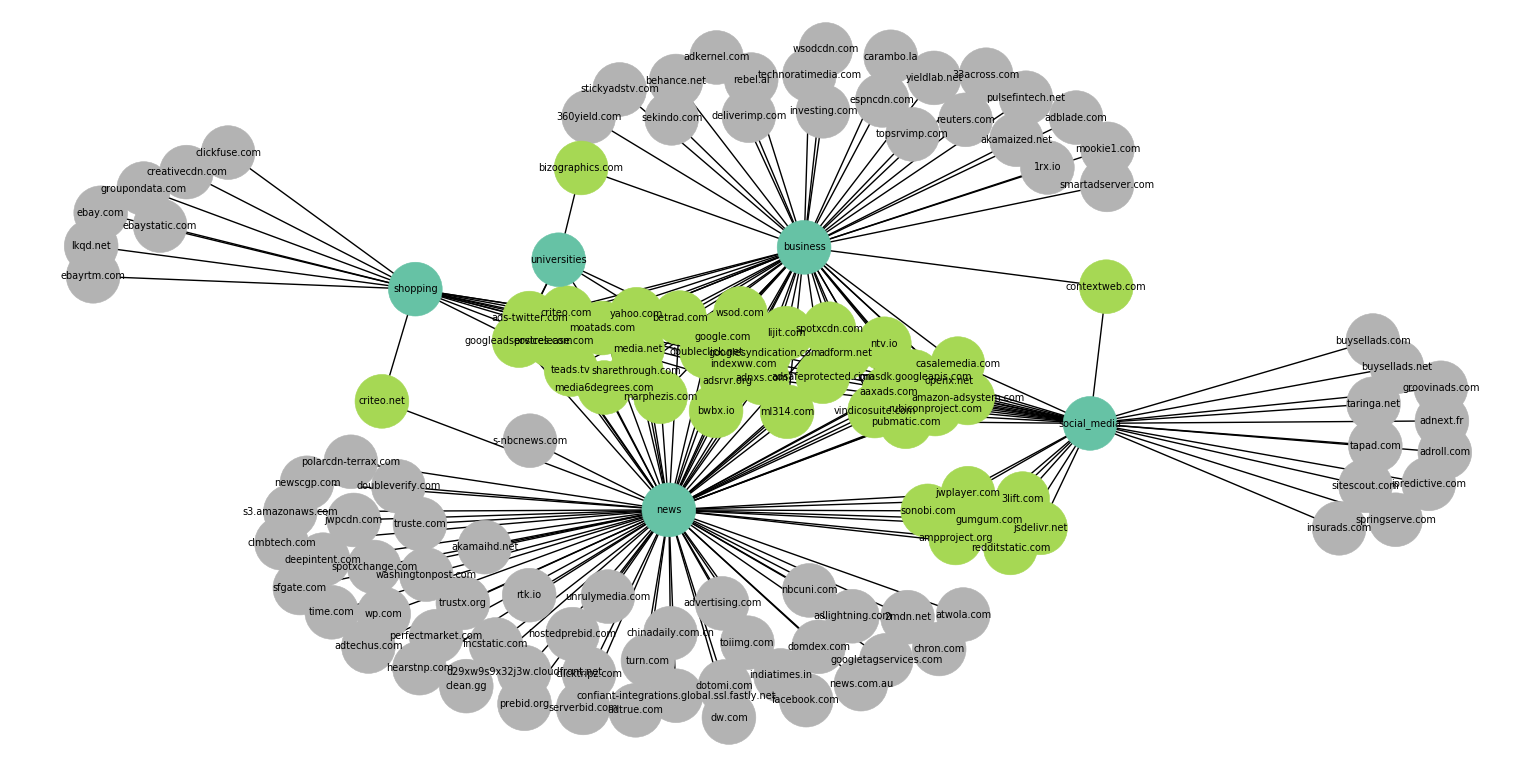 wsodcdn.com
adkernel.com
carambo.la
technoratimedia.com
33across.com
behance.net
rebel.ai
yieldlab.net
stickyadstv.com
pulsefintech.net
espncdn.com
investing.com
360yield.com
sekindo.com
deliverimp.com
adblade.com
reuters.com
topsrvimp.com
akamaized.net
mookie1.com
clickfuse.com
bizographics.com
1rx.io
creativecdn.com
smartadserver.com
groupondata.com
ebay.com
ebaystatic.com
lkqd.net
business
universities
ebayrtm.com
shopping
contextweb.com
criteo.com
yahoo.com
wsod.com
ads-twitter.com
betrad.com
moatads.com
lijit.com
spotxcdn.com
google.com
media.net
ntv.io
doubleclick.net
googlesyndication.com
adform.net
buysellads.com
indexww.com
casalemedia.com
buysellads.net
teads.tv
sharethrough.com
adsrvr.org
adnxs.com
adsafeprotected.com
imasdk.googleapis.com
openx.net
media6degrees.com
groovinads.com
aaxads.com
marphezis.com
amazon-adsystem.com
criteo.net
taringa.net
bwbx.io
ml314.com
vindicosuite.com
rubiconproject.com
pubmatic.com
social_media
adnext.fr
s-nbcnews.com
tapad.com
adroll.com
polarcdn-terrax.com
newscgp.com
doubleverify.com
sitescout.com
ipredictive.com
jwplayer.com
3lift.com
s3.amazonaws.com
jwpcdn.com
truste.com
news
sonobi.com
gumgum.com
jsdelivr.net
insurads.com
springserve.com
clmbtech.com
akamaihd.net
ampproject.org
redditstatic.com
deepintent.com
spotxchange.com
washingtonpost.com
sfgate.com
rtk.io
unrulymedia.com
nbcuni.com
time.com
wp.com
trustx.org
advertising.com
adlightning.com
2mdn.net
atwola.com
adtechus.com
perfectmarket.com
incstatic.com
hostedprebid.com
chinadaily.com.cn
toiimg.com
domdex.com
chron.com
hearstnp.com
d29xw9s9x32j3w.cloudfront.net
clicktripz.com
turn.com
indiatimes.in
googletagservices.com
clean.gg
dotomi.com
news.com.au
prebid.org
serverbid.com
adtrue.com
confiant-integrations.global.ssl.fastly.net
facebook.com
dw.com